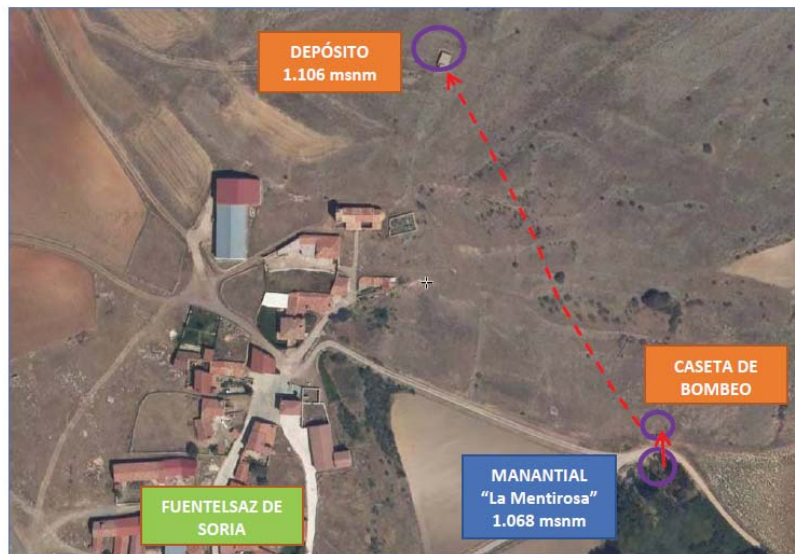 DEPÓSITO
1.106 msnm
CASETA DE
BOMBEO
MANANTIAL
“La Mentirosa”
1.068 msnm
FUENTELSAZ DE
SORIA